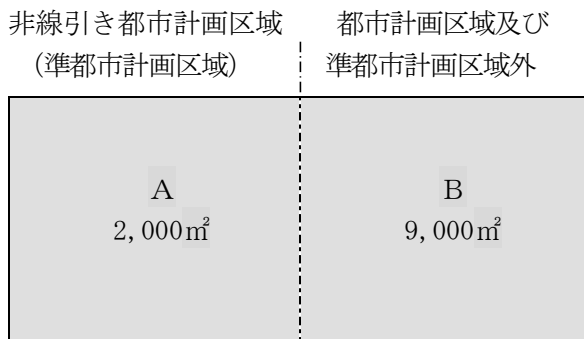 非線引き都市計画区域
(準都市計画区域)
都市計画区域及び
準都市計画区域外
A
2,000㎡
B
9,000㎡